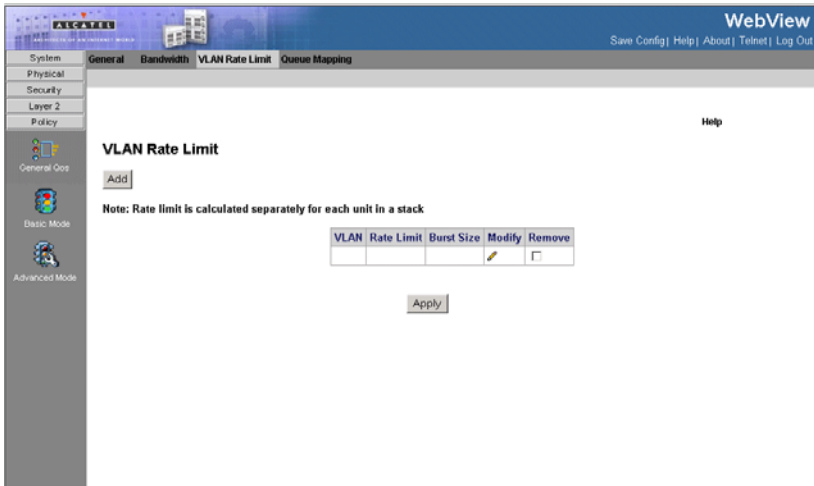 ALCATEL
WebView
Save Config| Help| About| Telnet| Log Out
System
Physical
Security
Layer 2
Policy
General Bandwidth VLAN Rate Limit Queue Mapping
Help
General Qos
Basic Mode
Advanced Mode
VLAN Rate Limit
Add
Note: Rate limit is calculated separately for each unit in a stack
VLAN Rate Limit Burst Size Modify Remove
Apply